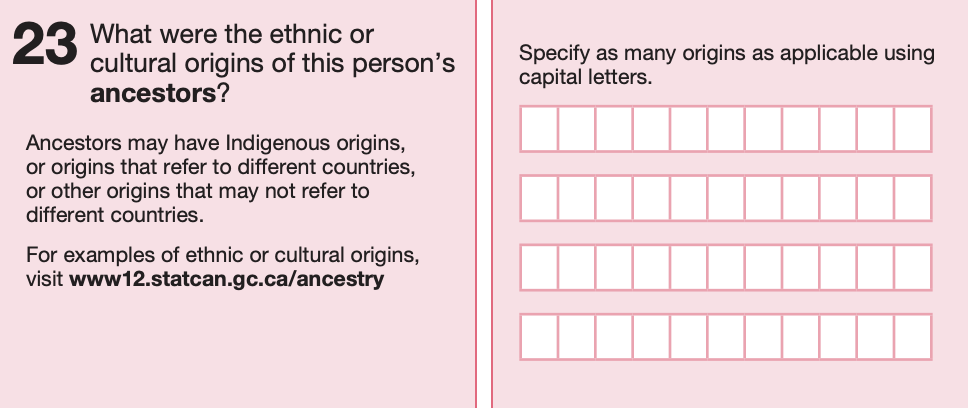 23 What were the ethnic or
cultural origins of this person's
ancestors?
Ancestors may have Indigenous origins,
or origins that refer to different countries,
or other origins that may not refer to
different countries.
For examples of ethnic or cultural origins,
visit www12.statcan.gc.ca/ancestry
Specify as many origins as applicable using
capital letters.